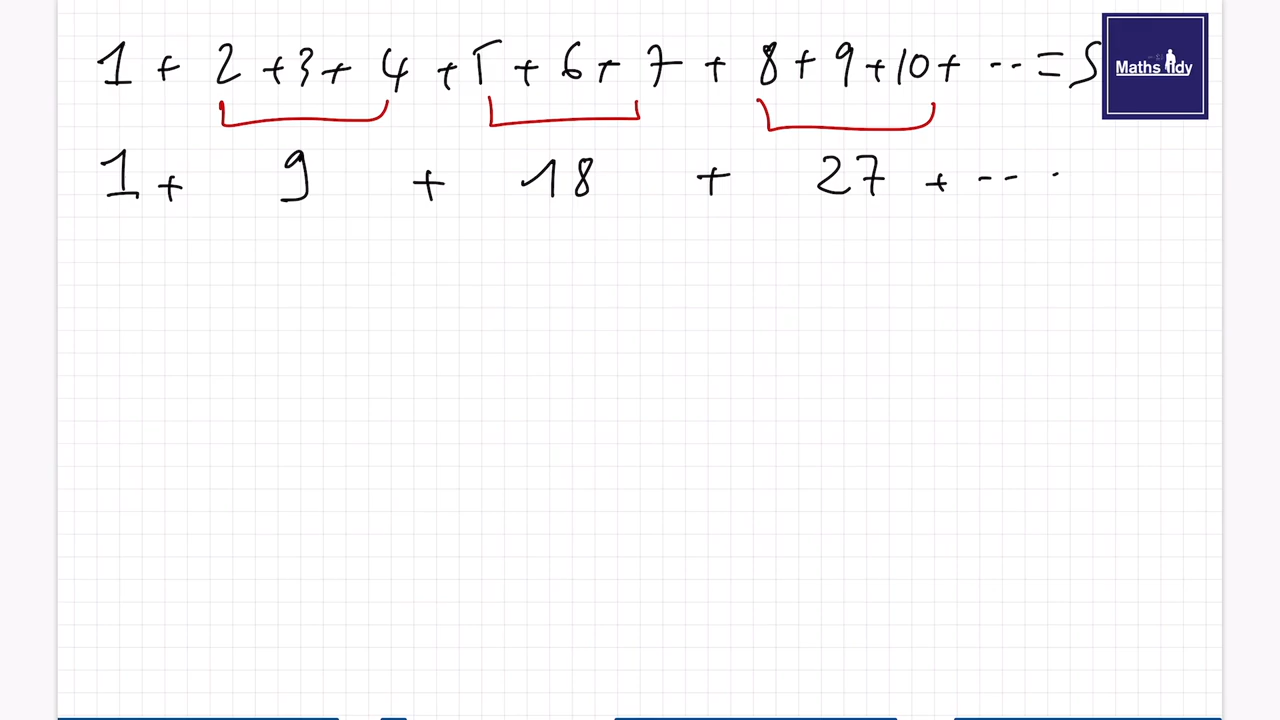 1 + 2 + 3 + 4 + 5 + 6 + 7 + 8 + 9 + 10 + ... = S
1 + 9 + 18 + 27 + ...
Maths